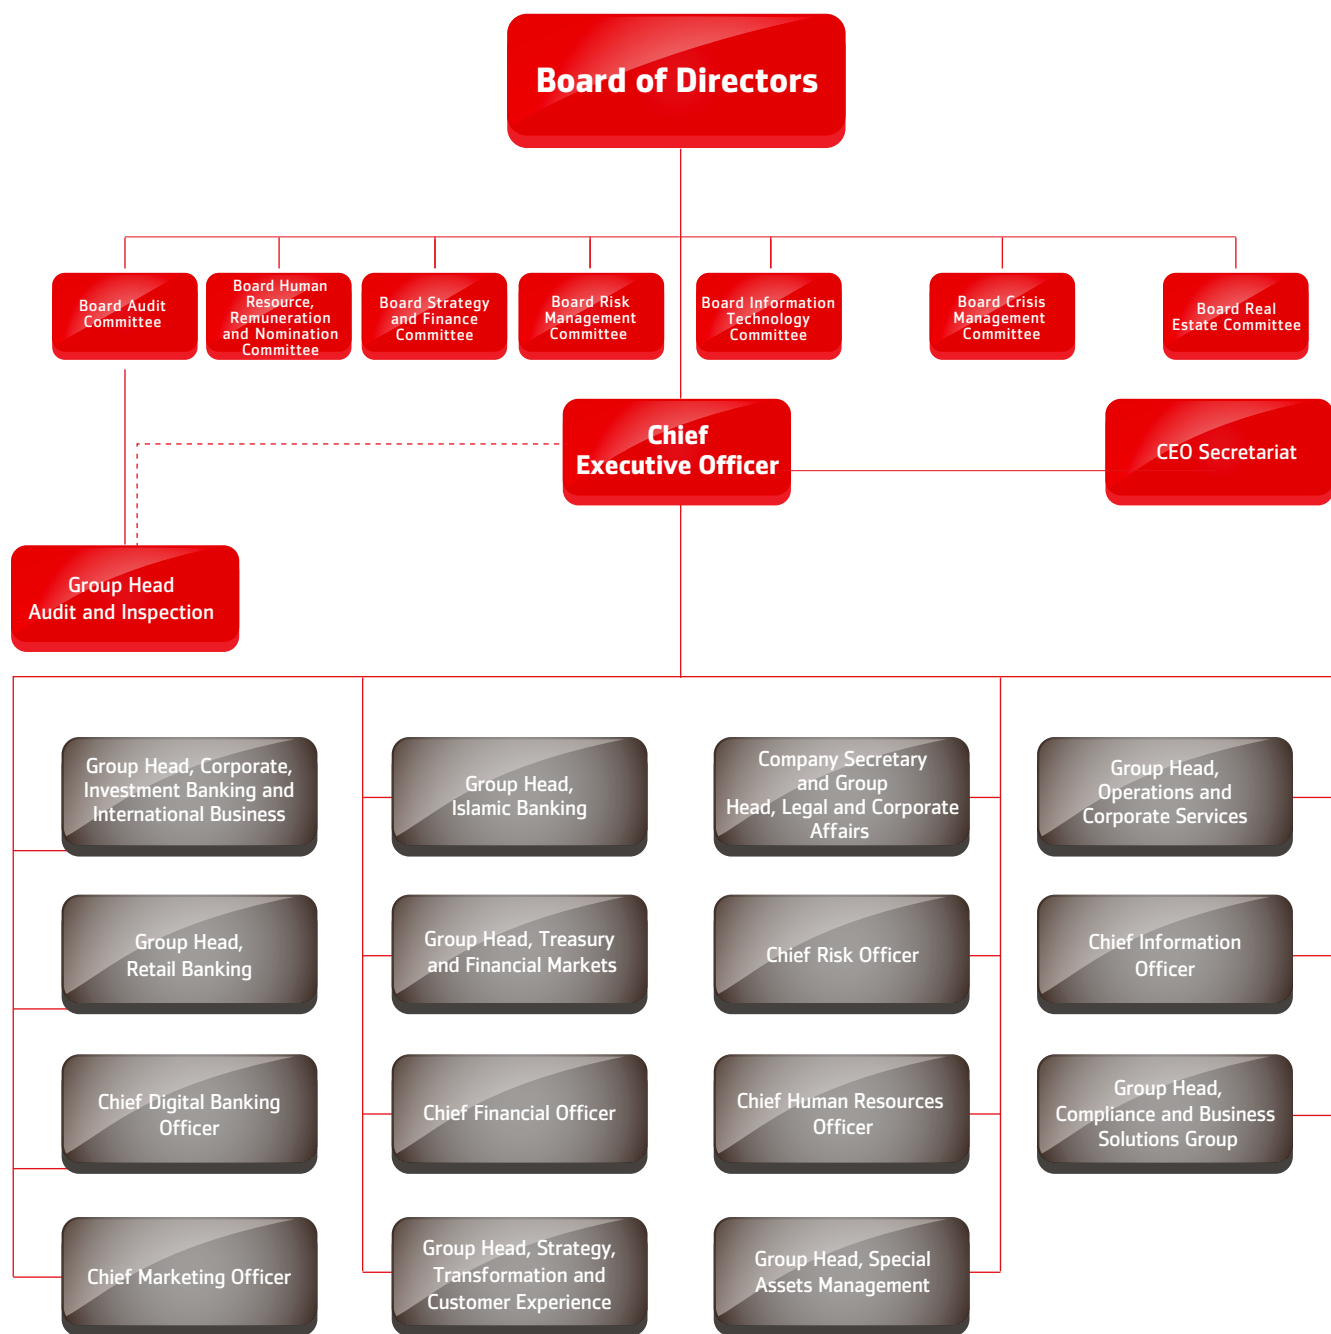 Board of Directors
Board Audit
Committee
Board Human
Resource,
Remuneration
and Nomination
Committee
Board Strategy
and Finance
Committee
Board Risk
Management
Committee
Board Information
Technology
Committee
Board Crisis
Management
Committee
Board Real
Estate Committee
Chief
Executive Officer
CEO Secretariat
Group Head
Audit and Inspection
Group Head, Corporate,
Investment Banking and
International Business
Group Head,
Islamic Banking
Company Secretary
and Group
Head, Legal and Corporate
Affairs
Group Head,
Operations and
Corporate Services
Group Head,
Retail Banking
Group Head, Treasury
and Financial Markets
Chief Risk Officer
Chief Information
Officer
Chief Digital Banking
Officer
Chief Financial Officer
Chief Human Resources
Officer
Group Head,
Compliance and Business
Solutions Group
Chief Marketing Officer
Group Head, Strategy,
Transformation and
Customer Experience
Group Head, Special
Assets Management